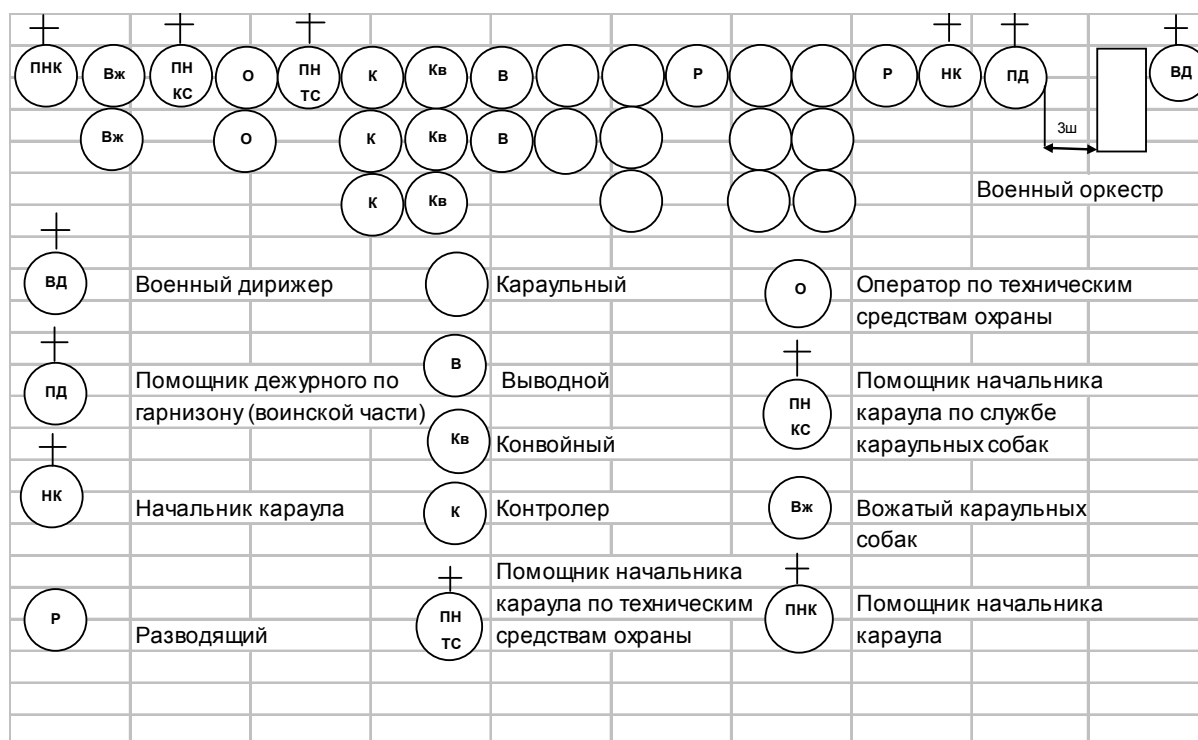 ПНК Вж ПН КС О ПН ТС К Кв В Р Р НК ПД ВД
Вж О К Кв В 3ш
К Кв Военный оркестр
ВД Военный дирижер
Караульный
О Оператор по техническим
средствам охраны
ПД Помощник дежурного по
гарнизону (воинской части)
В Выводной
ПН КС Помощник начальника
караула по службе
караульных собак
Кв Конвойный
НК Начальник караула
К Контролер
Вж Вожатый караульных
собак
Р Разводящий
ПН ТС Помощник начальника
караула по техническим
средствам охраны
ПНК Помощник начальника
караула